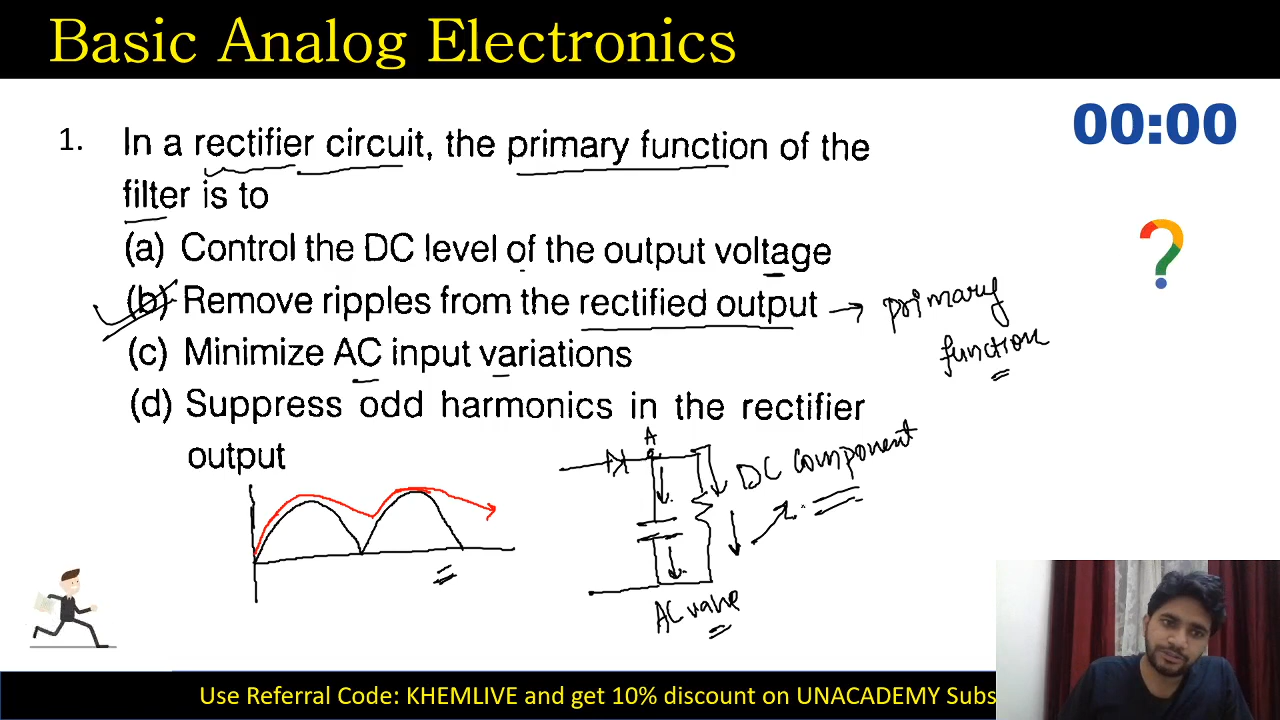 Basic Analog Electronics
00:00
1. In a rectifier circuit, the primary function of the
filter is to
(a) Control the DC level of the output voltage
(b) Remove ripples from the rectified output → primary
function
(c) Minimize AC input variations
(d) Suppress odd harmonics in the rectifier
output
?
A
DC component
AC
Use Referral Code: KHEMLIVE and get 10% discount on UNACADEMY Subs